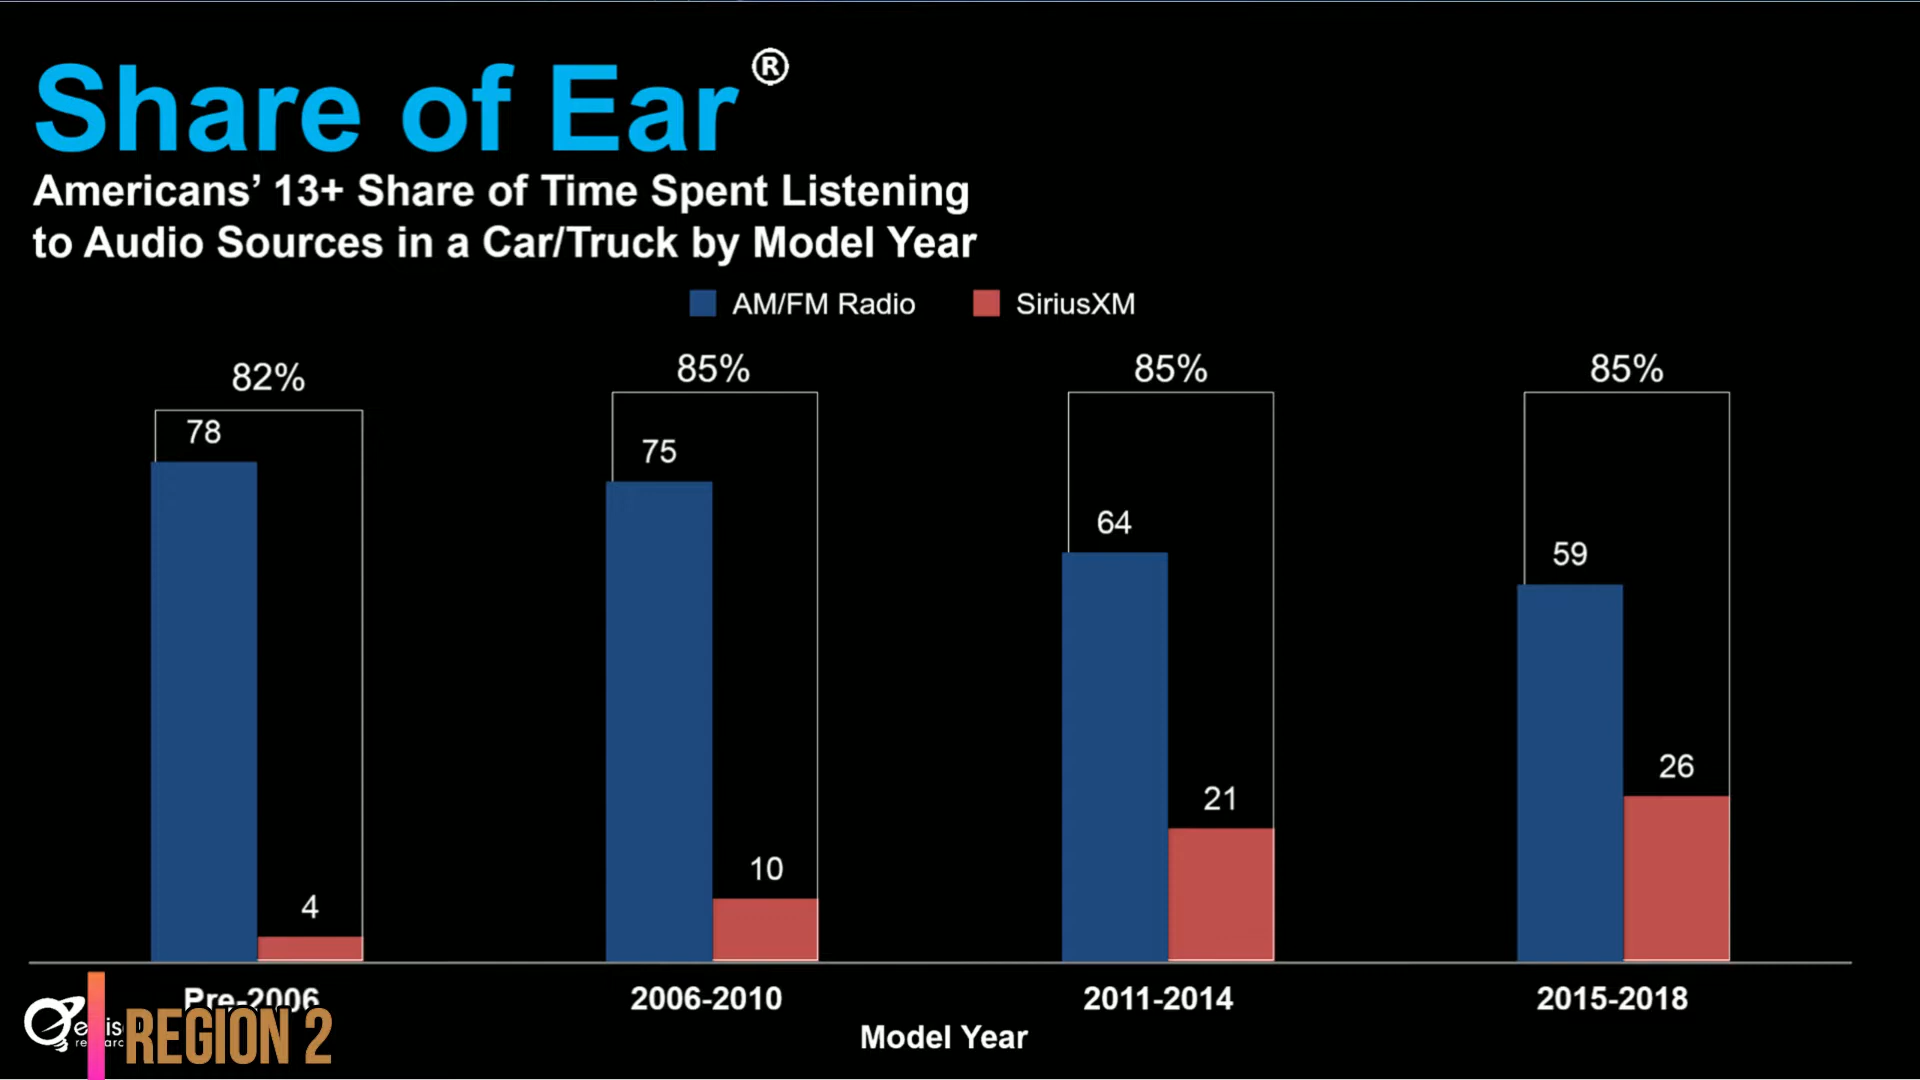 Share of Ear®
Americans’ 13+ Share of Time Spent Listening
to Audio Sources in a Car/Truck by Model Year
AM/FM Radio SiriusXM
82% 85% 85% 85%
78 4
75 10
64 21
59 26
Pre-2006 2006-2010 2011-2014 2015-2018
Model Year
REGION 2